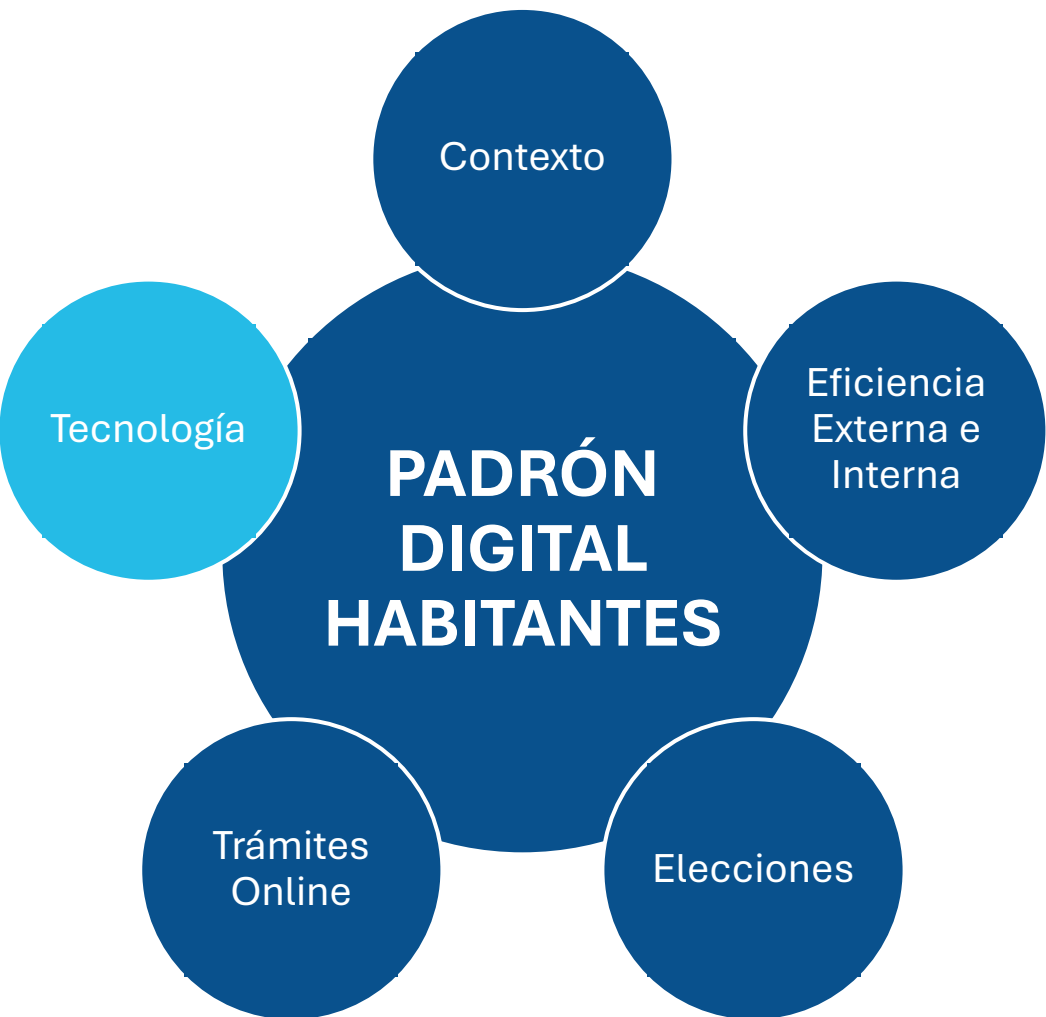 Contexto
Tecnología
Eficiencia
Externa e
Interna
PADRÓN
DIGITAL
HABITANTES
Trámites
Online
Elecciones